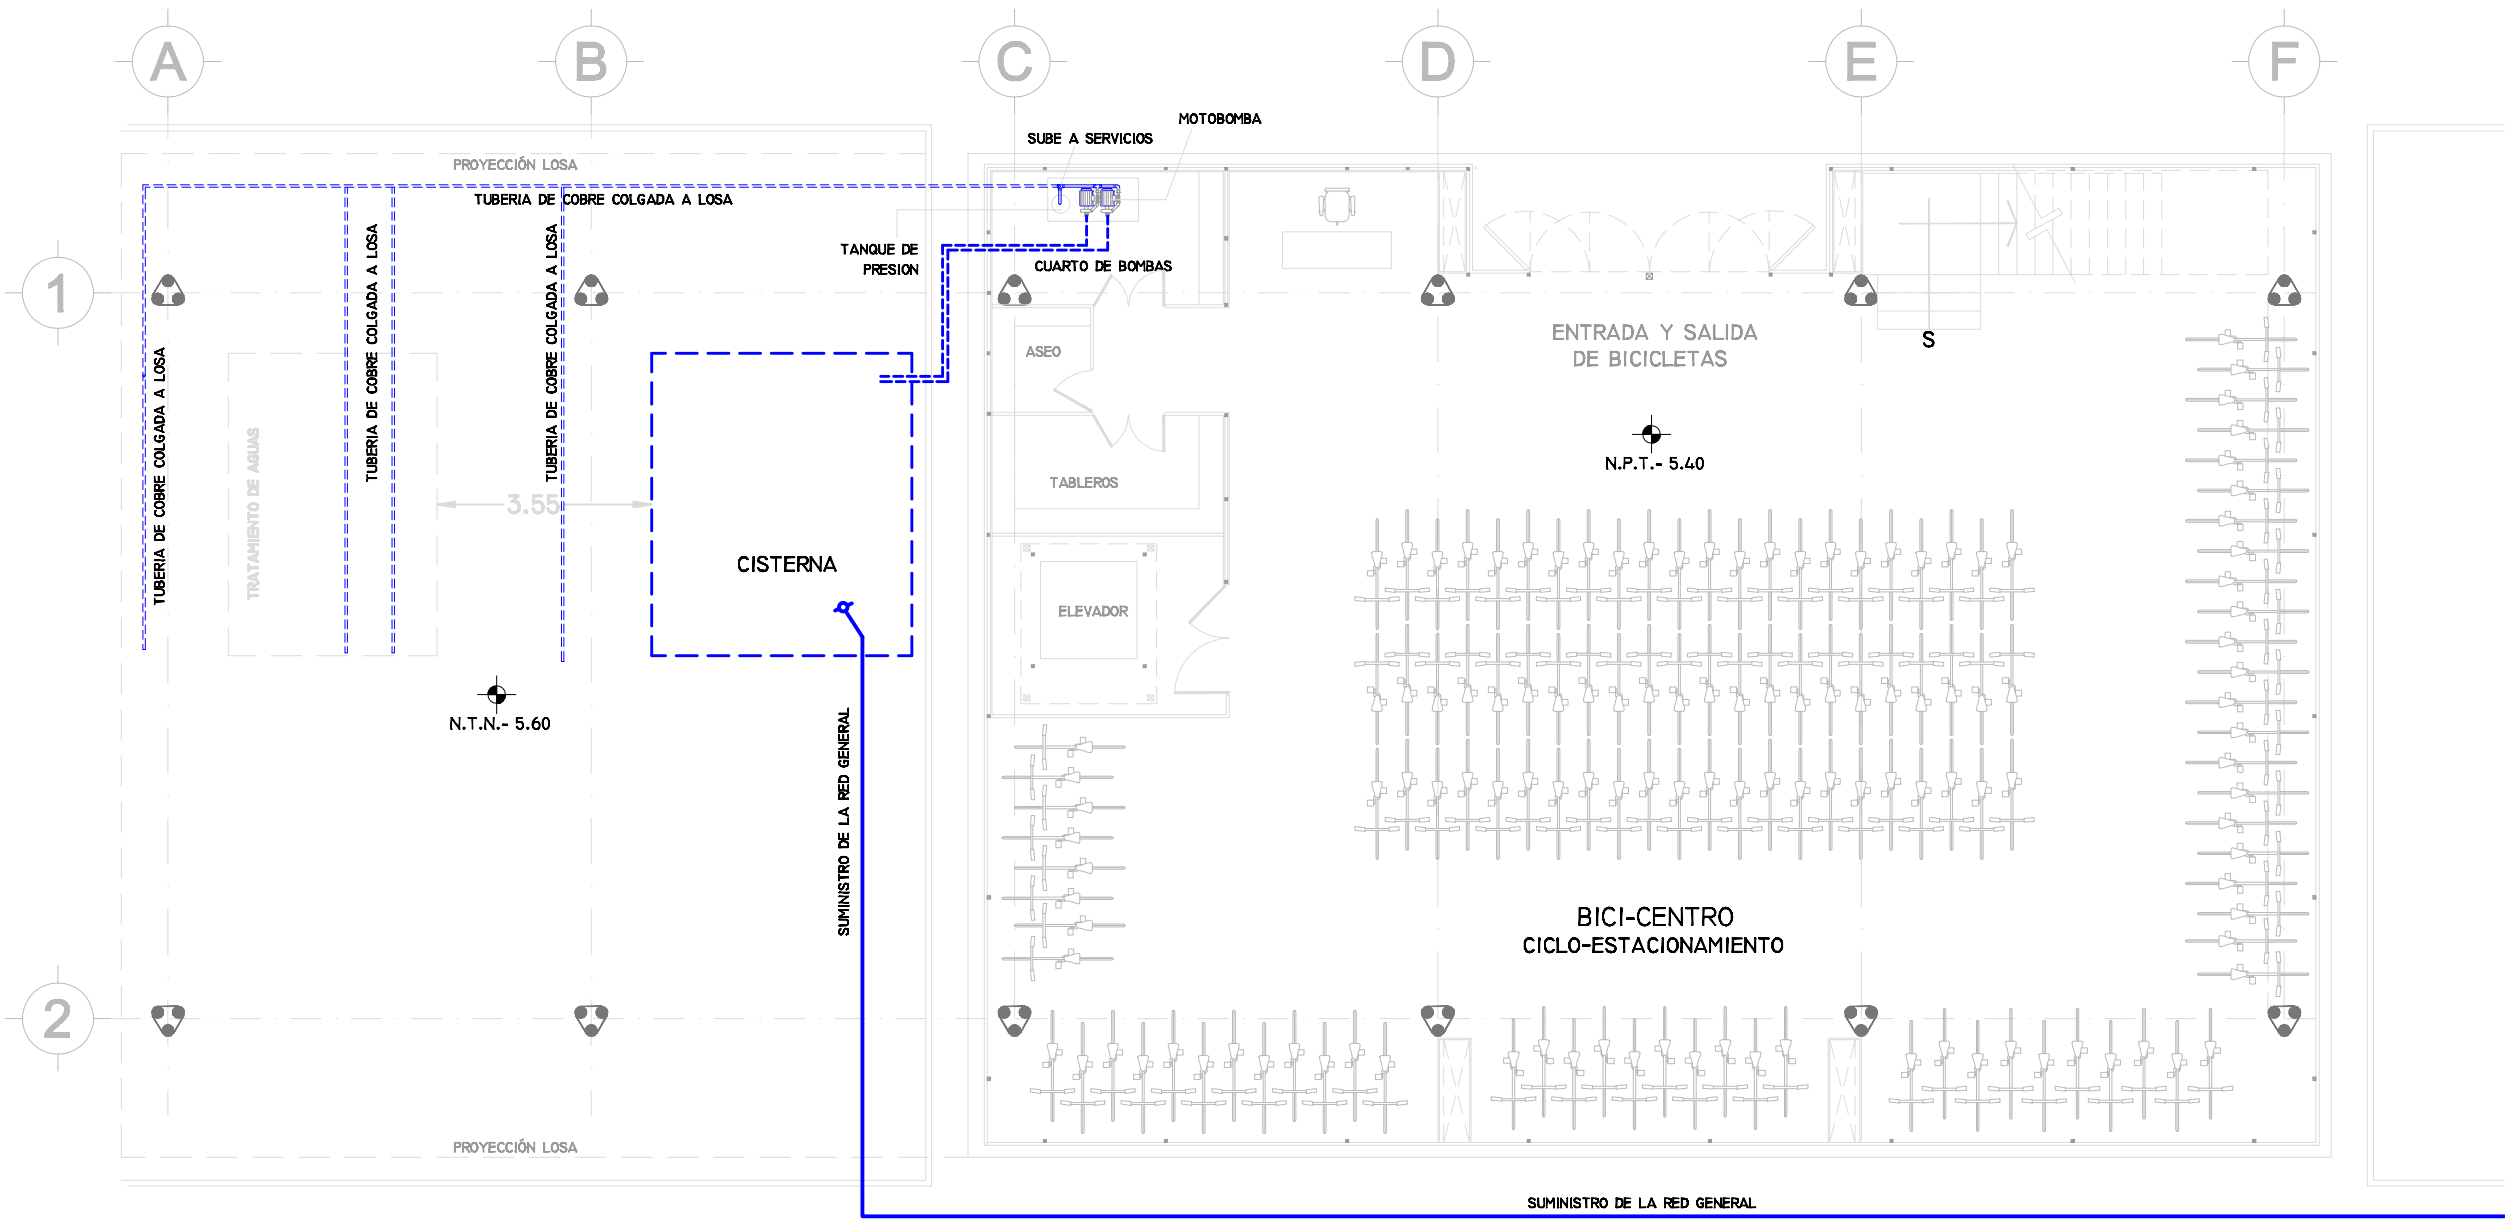 A
B
C
D
E
F
MOTOBOMBA
SUBE A SERVICIOS
PROYECCIÓN LOSA
TUBERIA DE COBRE COLGADA A LOSA
TANQUE DE
PRESION
CUARTO DE BOMBAS
1
TUBERIA DE COBRE COLGADA A LOSA
TUBERIA DE COBRE COLGADA A LOSA
TUBERIA DE COBRE COLGADA A LOSA
TRATAMIENTO DE AGUAS
3.55
ASEO
ENTRADA Y SALIDA
DE BICICLETAS
S
N.P.T.- 5.40
TABLEROS
CISTERNA
ELEVADOR
N.T.N.- 5.60
SUMINISTRO DE LA RED GENERAL
BICI-CENTRO
CICLO-ESTACIONAMIENTO
2
PROYECCIÓN LOSA
SUMINISTRO DE LA RED GENERAL